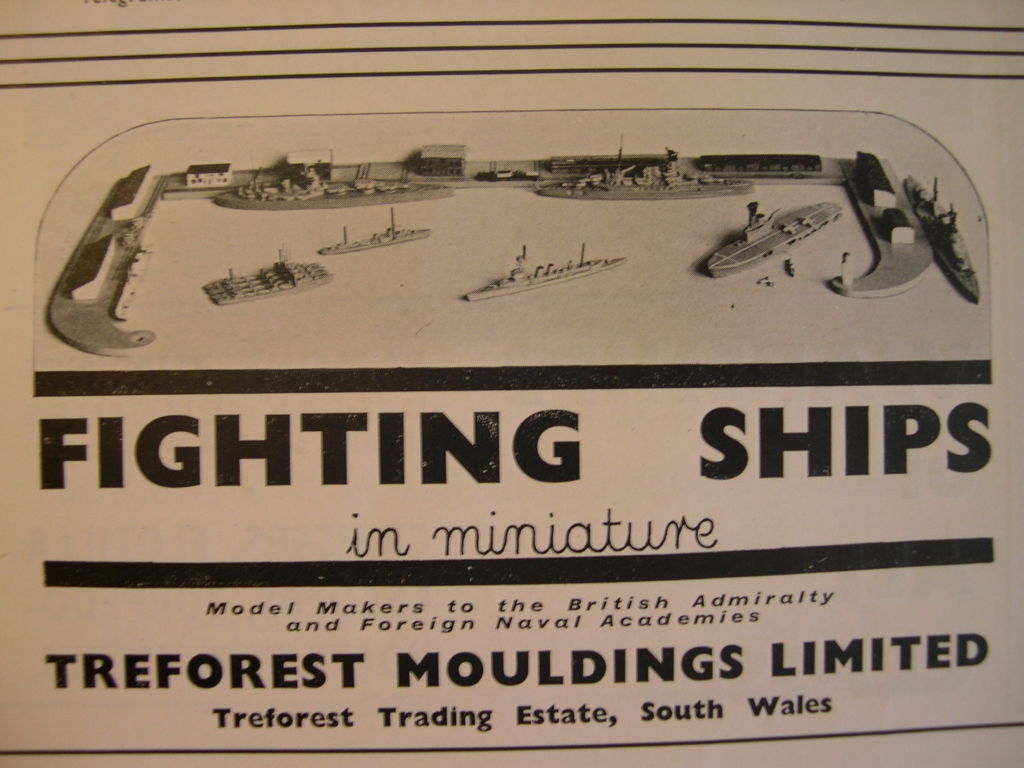 FIGHTING SHIPS
in miniature
Model Makers to the British Admiralty
and Foreign Naval Academies
TREFOREST MOULDINGS LIMITED
Treforest Trading Estate, South Wales